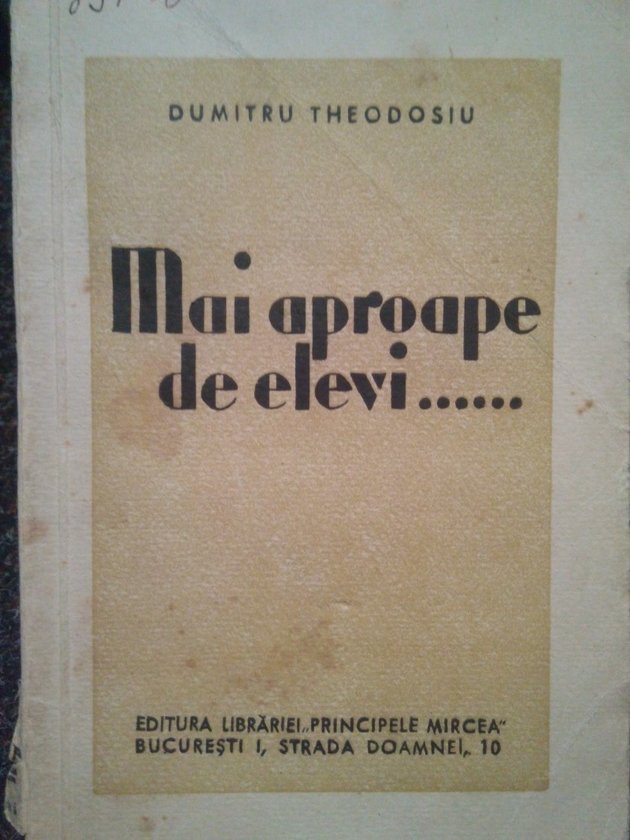 DUMITRU THEODOSIU
Mai aproape
de elevi......
EDITURA LIBRĂRIEI „PRINCIPELE MIRCEA"
BUCUREȘTI I, STRADA DOAMNEI, 10